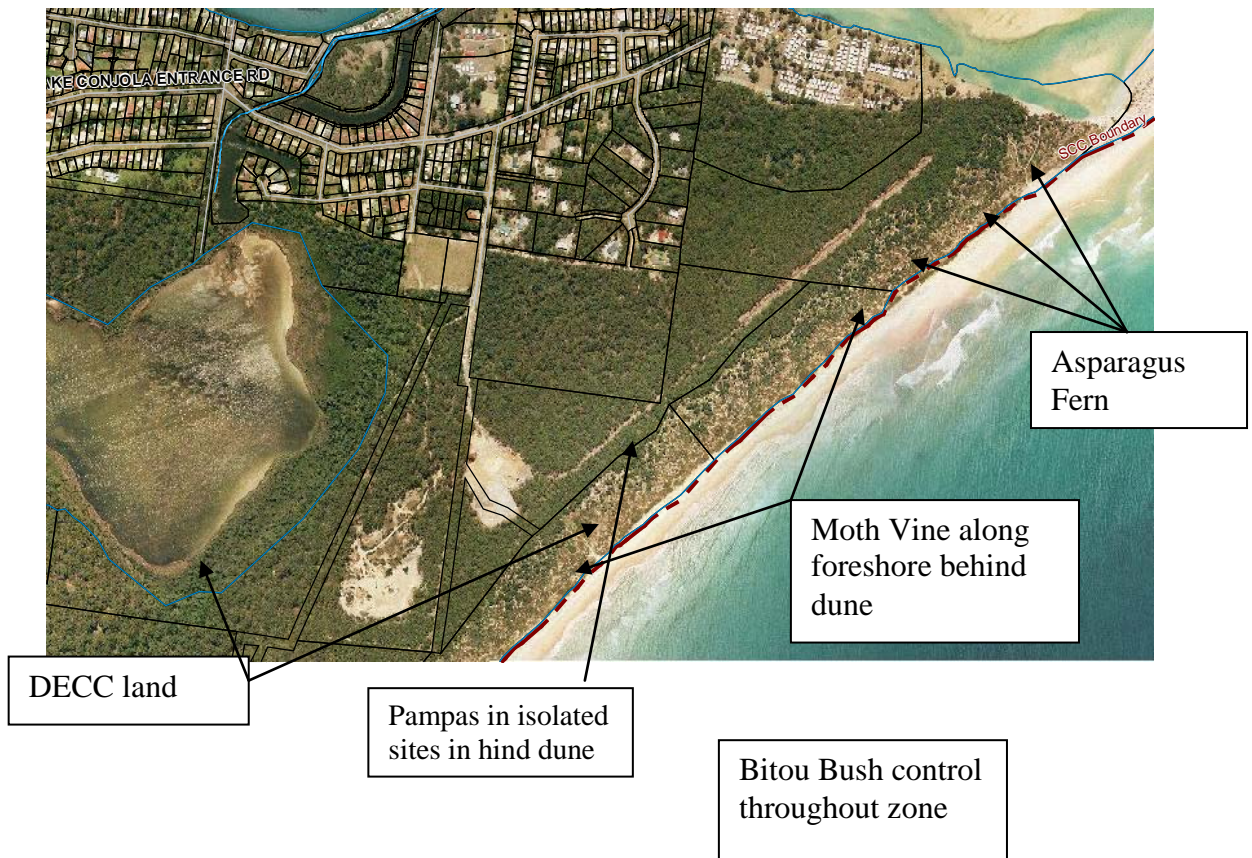 AKE CONJOLA ENTRANCE RD
SCC Boundary
Asparagus
Fern
Moth Vine along
foreshore behind
dune
DECC land
Pampas in isolated
sites in hind dune
Bitou Bush control
throughout zone